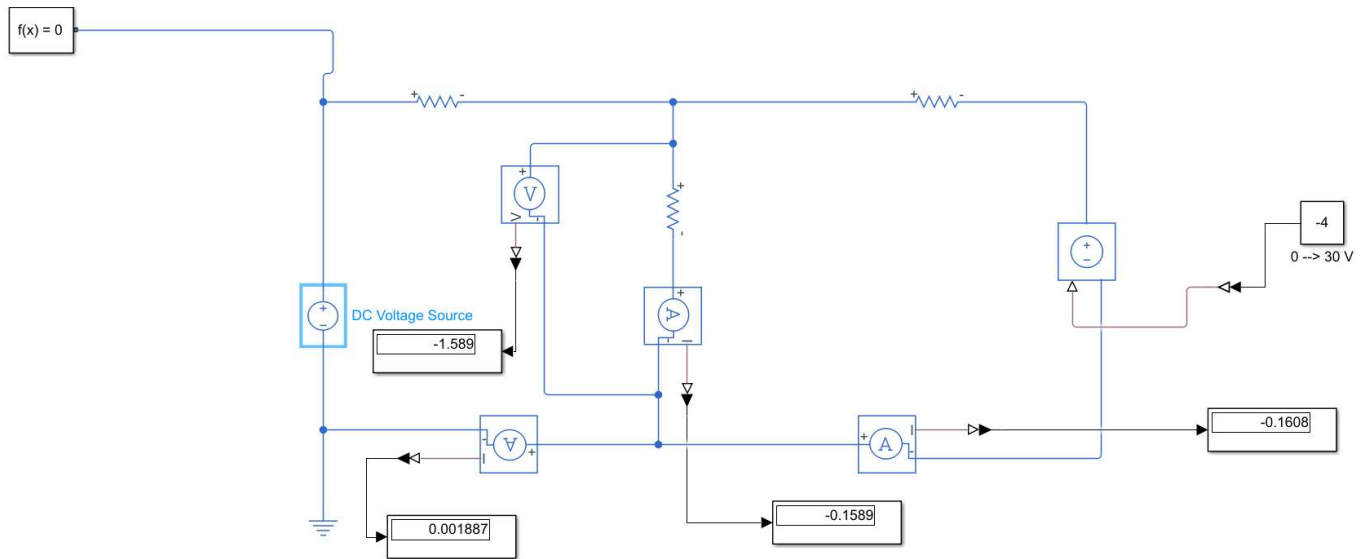 f(x) = 0
+
-
+
-
+
V
-
V
+
-
-4
0 --> 30 V
+
-
+
-
DC Voltage Source
+
A
-
I
-1.589
-
A
+
I
+
A
I
-
-0.1608
0.001887
-0.1589